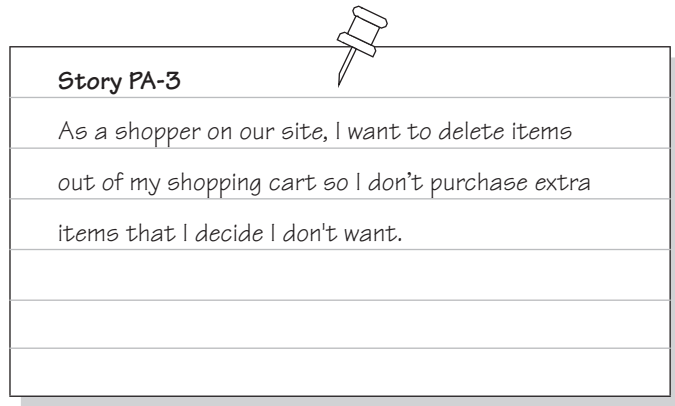 Story PA-3
As a shopper on our site, I want to delete items
out of my shopping cart so I don’t purchase extra
items that I decide I don't want.